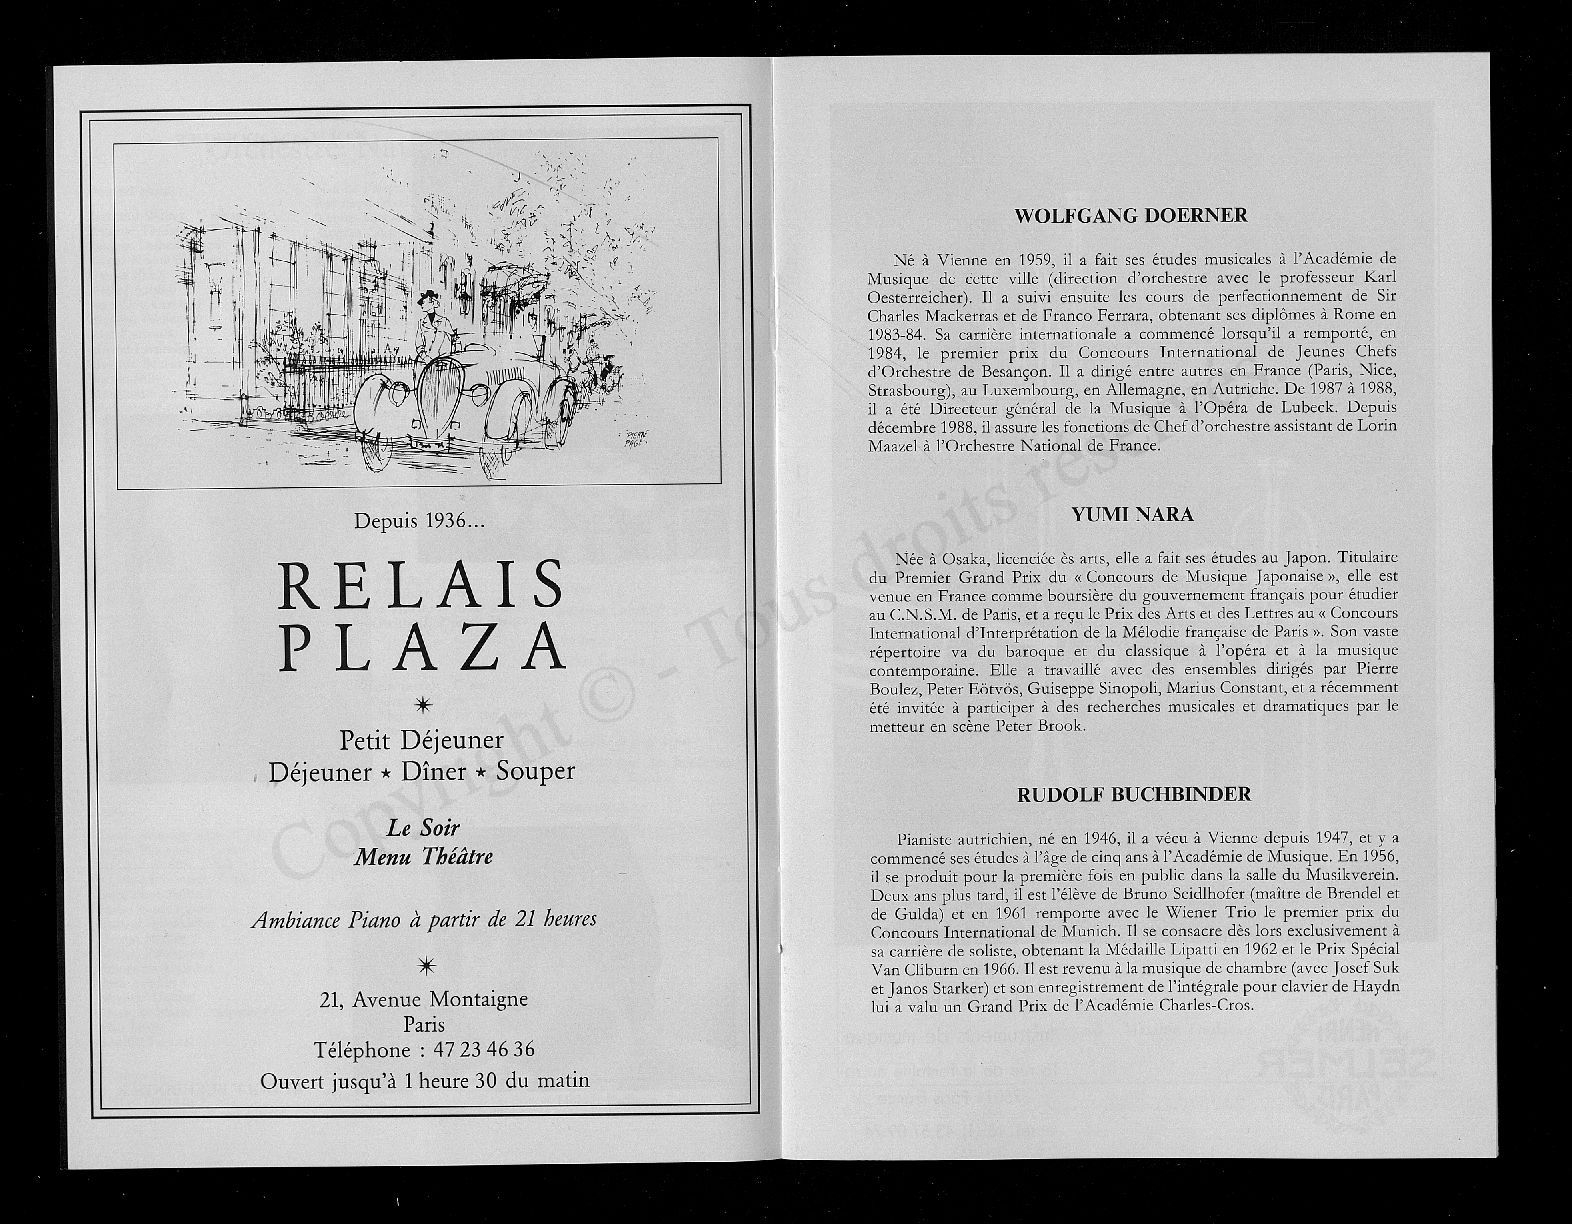 Depuis 1936...
RELAIS
PLAZA
Petit Déjeuner
Déjeuner ★ Dîner ★ Souper
Le Soir
Menu Théâtre
Ambiance Piano à partir de 21 heures
21, Avenue Montaigne
Paris
Téléphone : 47 23 46 36
Ouvert jusqu'à 1 heure 30 du matin
WOLFGANG DOERNER
Né à Vienne en 1959, il a fait ses études musicales à l'Académie de
Musique de cette ville (direction d'orchestre avec le professeur Karl
Oesterreicher). Il a suivi ensuite les cours de perfectionnement de Sir
Charles Mackerras et de Franco Ferrara, obtenant ses diplômes à Rome en
1983-84. Sa carrière internationale a commencé lorsqu'il a remporté, en
1984, le premier prix du Concours International de Jeunes Chefs
d'Orchestre de Besançon. Il a dirigé entre autres en France (Paris, Nice,
Strasbourg), au Luxembourg, en Allemagne, en Autriche. De 1987 à 1988,
il a été Directeur général de la Musique à l'Opéra de Lubeck. Depuis
décembre 1988, il assure les fonctions de Chef d'orchestre assistant de Lorin
Maazel à l'Orchestre National de France.
YUMI NARA
Née à Osaka, licenciée ès arts, elle a fait ses études au Japon. Titulaire
du Premier Grand Prix du « Concours de Musique Japonaise », elle est
venue en France comme boursière du gouvernement français pour étudier
au C.N.S.M. de Paris, et a reçu le Prix des Arts et des Lettres au « Concours
International d'Interprétation de la Mélodie française de Paris ». Son vaste
répertoire va du baroque et du classique à l'opéra et à la musique
contemporaine. Elle a travaillé avec des ensembles dirigés par Pierre
Boulez, Peter Eötvös, Guiseppe Sinopoli, Marius Constant, et a récemment
été invitée à participer à des recherches musicales et dramatiques par le
metteur en scène Peter Brook.
RUDOLF BUCHBINDER
Pianiste autrichien, né en 1946, il a vécu à Vienne depuis 1947, et y a
commencé ses études à l'âge de cinq ans à l'Académie de Musique. En 1956,
il se produit pour la première fois en public dans la salle du Musikverein.
Deux ans plus tard, il est l'élève de Bruno Seidlhofer (maître de Brendel et
de Gulda) et en 1961 remporte avec le Wiener Trio le premier prix du
Concours International de Munich. Il se consacre dès lors exclusivement à
sa carrière de soliste, obtenant la Médaille Lipatti en 1962 et le Prix Spécial
Van Cliburn en 1966. Il est revenu à la musique de chambre (avec Josef Suk
et Janos Starker) et son enregistrement de l'intégrale pour clavier de Haydn
lui a valu un Grand Prix de l'Académie Charles-Cros.
Copyright © - Tous droits